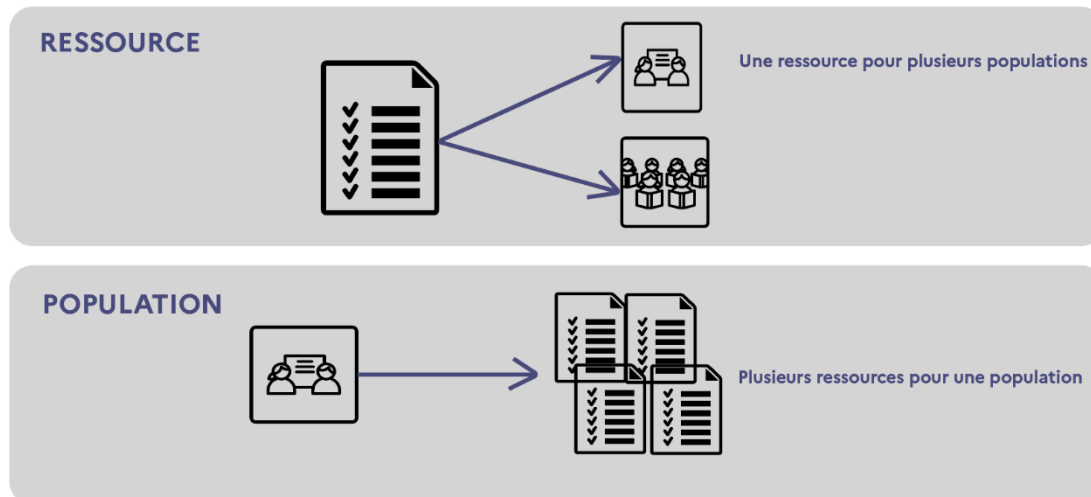 RESSOURCE
Une ressource pour plusieurs populations
POPULATION
Plusieurs ressources pour une population